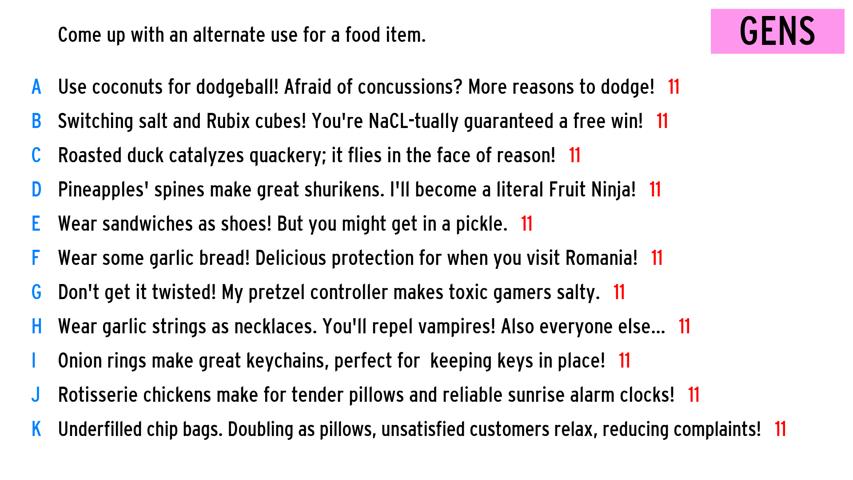 Come up with an alternate use for a food item.
GENS
A Use coconuts for dodgeball! Afraid of concussions? More reasons to dodge! 11
B Switching salt and Rubix cubes! You're NaCL-tually guaranteed a free win! 11
C Roasted duck catalyzes quackery; it flies in the face of reason! 11
D Pineapples' spines make great shurikens. I'll become a literal Fruit Ninja! 11
E Wear sandwiches as shoes! But you might get in a pickle. 11
F Wear some garlic bread! Delicious protection for when you visit Romania! 11
G Don't get it twisted! My pretzel controller makes toxic gamers salty. 11
H Wear garlic strings as necklaces. You'll repel vampires! Also everyone else... 11
I Onion rings make great keychains, perfect for  keeping keys in place! 11
J Rotisserie chickens make for tender pillows and reliable sunrise alarm clocks! 11
K Underfilled chip bags. Doubling as pillows, unsatisfied customers relax, reducing complaints! 11